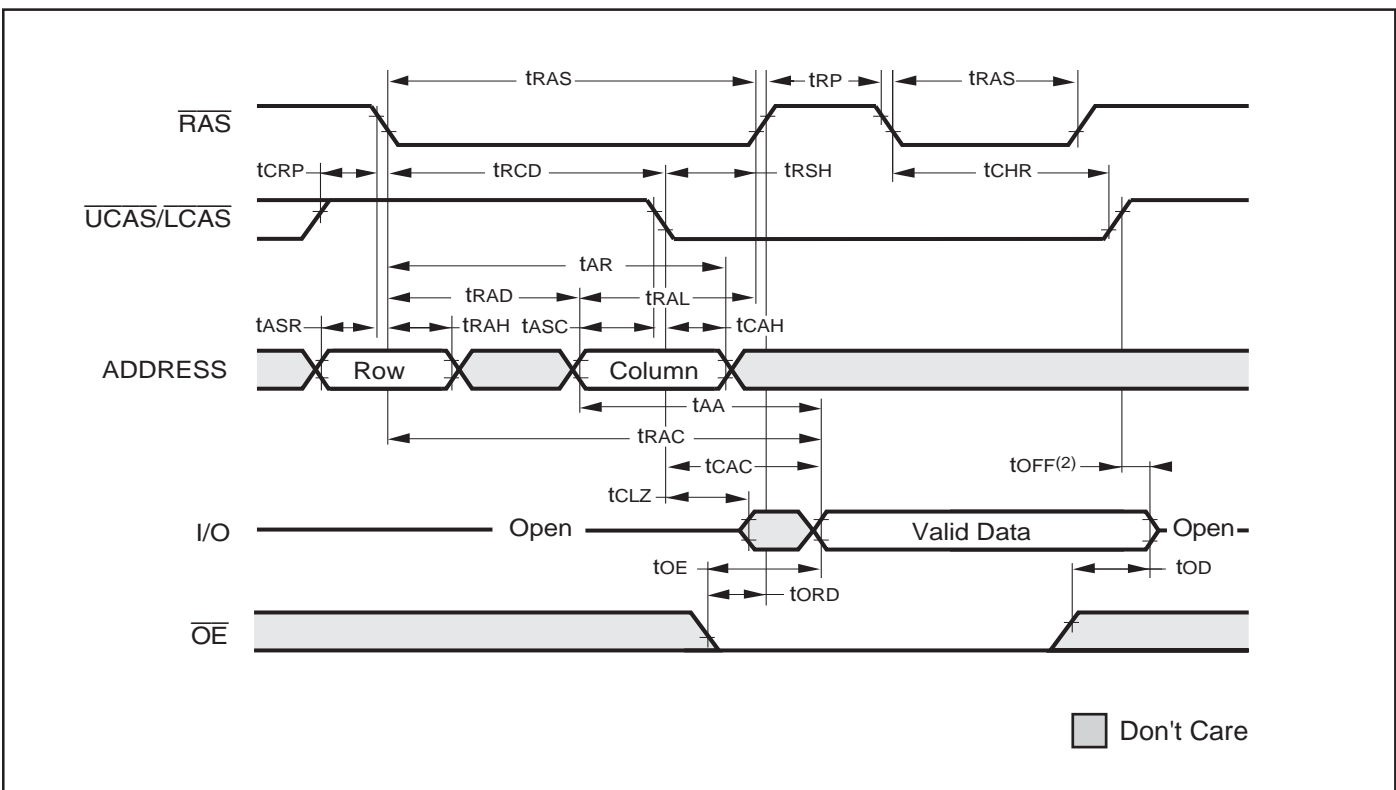 tRAS tRP tRAS
RAS
tCRP tRCD tRSH tCHR
UCAS/LCAS
tAR
tRAD tRAL
tASR tRAH tASC tCAH
ADDRESS Row Column
tAA
tRAC
tCAC tOFF(2)
tCLZ
I/O Open Valid Data Open
tOE tOD
tORD
OE
Don't Care